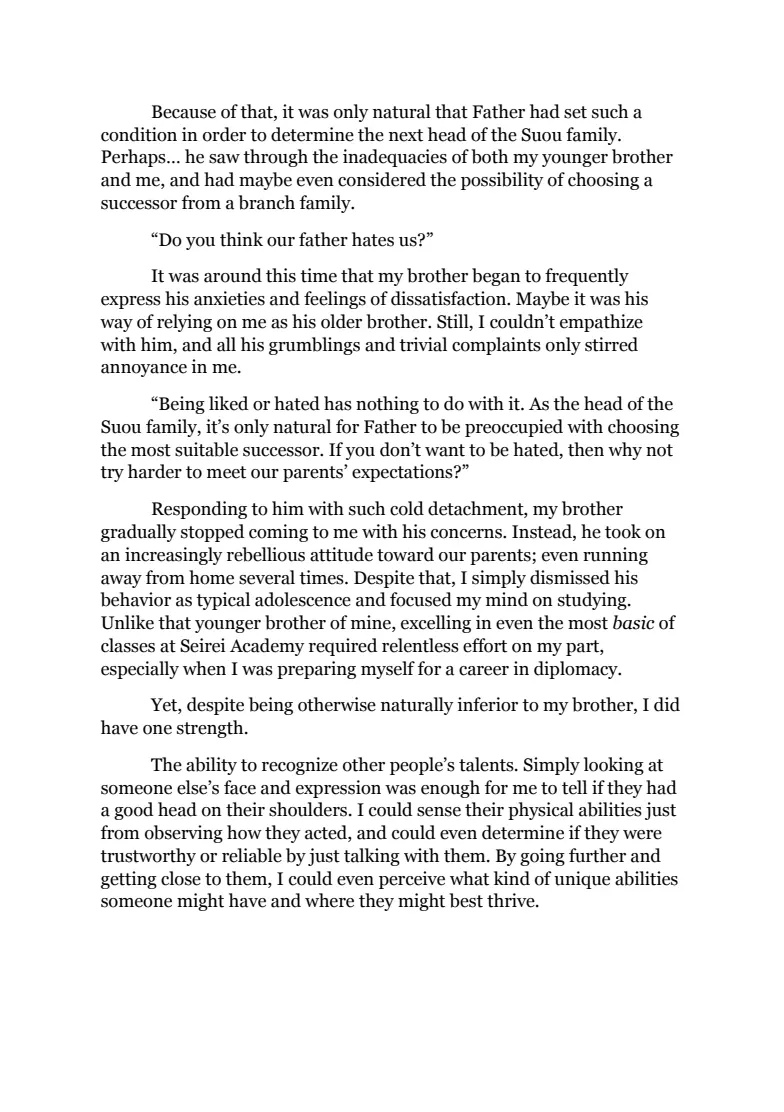 Because of that, it was only natural that Father had set such a
condition in order to determine the next head of the Suou family.
Perhaps… he saw through the inadequacies of both my younger brother
and me, and had maybe even considered the possibility of choosing a
successor from a branch family.
“Do you think our father hates us?”
It was around this time that my brother began to frequently
express his anxieties and feelings of dissatisfaction. Maybe it was his
way of relying on me as his older brother. Still, I couldn’t empathize
with him, and all his grumblings and trivial complaints only stirred
annoyance in me.
“Being liked or hated has nothing to do with it. As the head of the
Suou family, it’s only natural for Father to be preoccupied with choosing
the most suitable successor. If you don’t want to be hated, then why not
try harder to meet our parents’ expectations?”
Responding to him with such cold detachment, my brother
gradually stopped coming to me with his concerns. Instead, he took on
an increasingly rebellious attitude toward our parents; even running
away from home several times. Despite that, I simply dismissed his
behavior as typical adolescence and focused my mind on studying.
Unlike that younger brother of mine, excelling in even the most basic of
classes at Seirei Academy required relentless effort on my part,
especially when I was preparing myself for a career in diplomacy.
Yet, despite being otherwise naturally inferior to my brother, I did
have one strength.
The ability to recognize other people’s talents. Simply looking at
someone else’s face and expression was enough for me to tell if they had
a good head on their shoulders. I could sense their physical abilities just
from observing how they acted, and could even determine if they were
trustworthy or reliable by just talking with them. By going further and
getting close to them, I could even perceive what kind of unique abilities
someone might have and where they might best thrive.